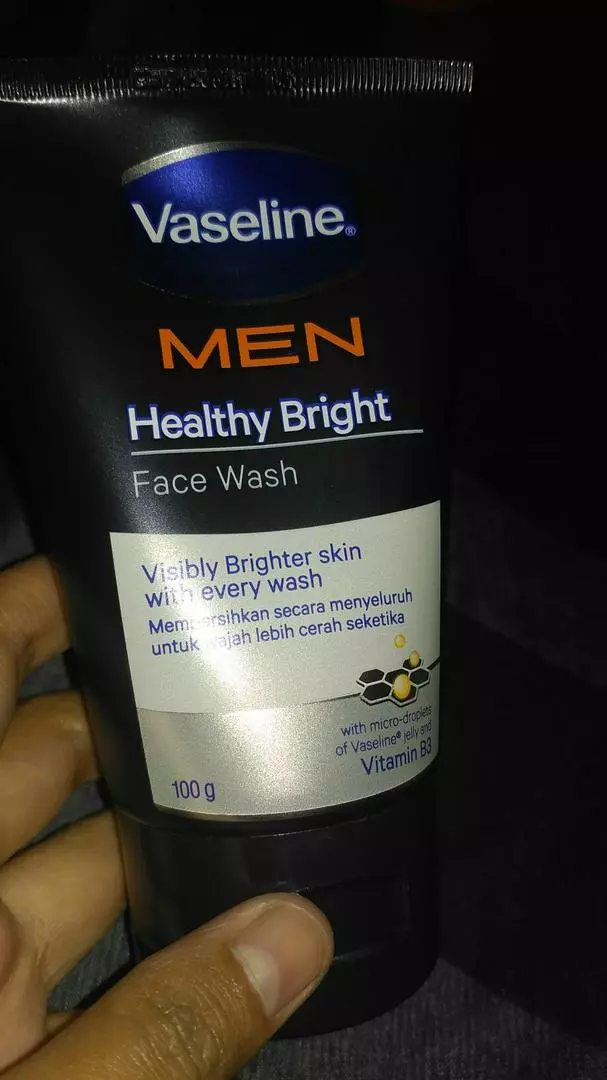 Vaseline®
MEN
Healthy Bright
Face Wash
Visibly Brighter skin
with every wash
Membersihkan secara menyeluruh
untuk wajah lebih cerah seketika
with micro-droplets
of Vaseline® jelly and
Vitamin B3
100 g